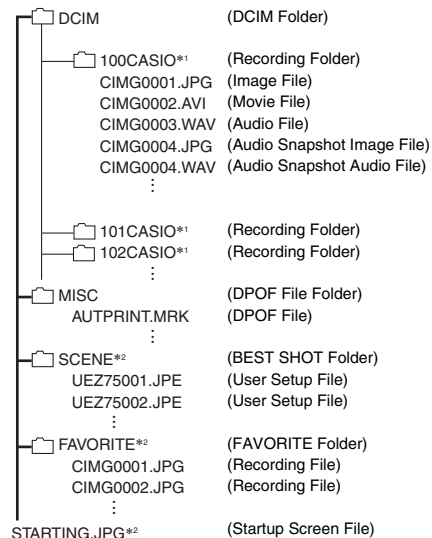 DCIM (DCIM Folder)
100CASIO*1 (Recording Folder)
CIMG0001.JPG (Image File)
CIMG0002.AVI (Movie File)
CIMG0003.WAV (Audio File)
CIMG0004.JPG (Audio Snapshot Image File)
CIMG0004.WAV (Audio Snapshot Audio File)
⋮
101CASIO*1 (Recording Folder)
102CASIO*1 (Recording Folder)
⋮
MISC (DPOF File Folder)
AUTPRINT.MRK (DPOF File)
⋮
SCENE*2 (BEST SHOT Folder)
UEZ75001.JPE (User Setup File)
UEZ75002.JPE (User Setup File)
⋮
FAVORITE*2 (FAVORITE Folder)
CIMG0001.JPG (Recording File)
CIMG0002.JPG (Recording File)
⋮
STARTING.JPG*2 (Startup Screen File)